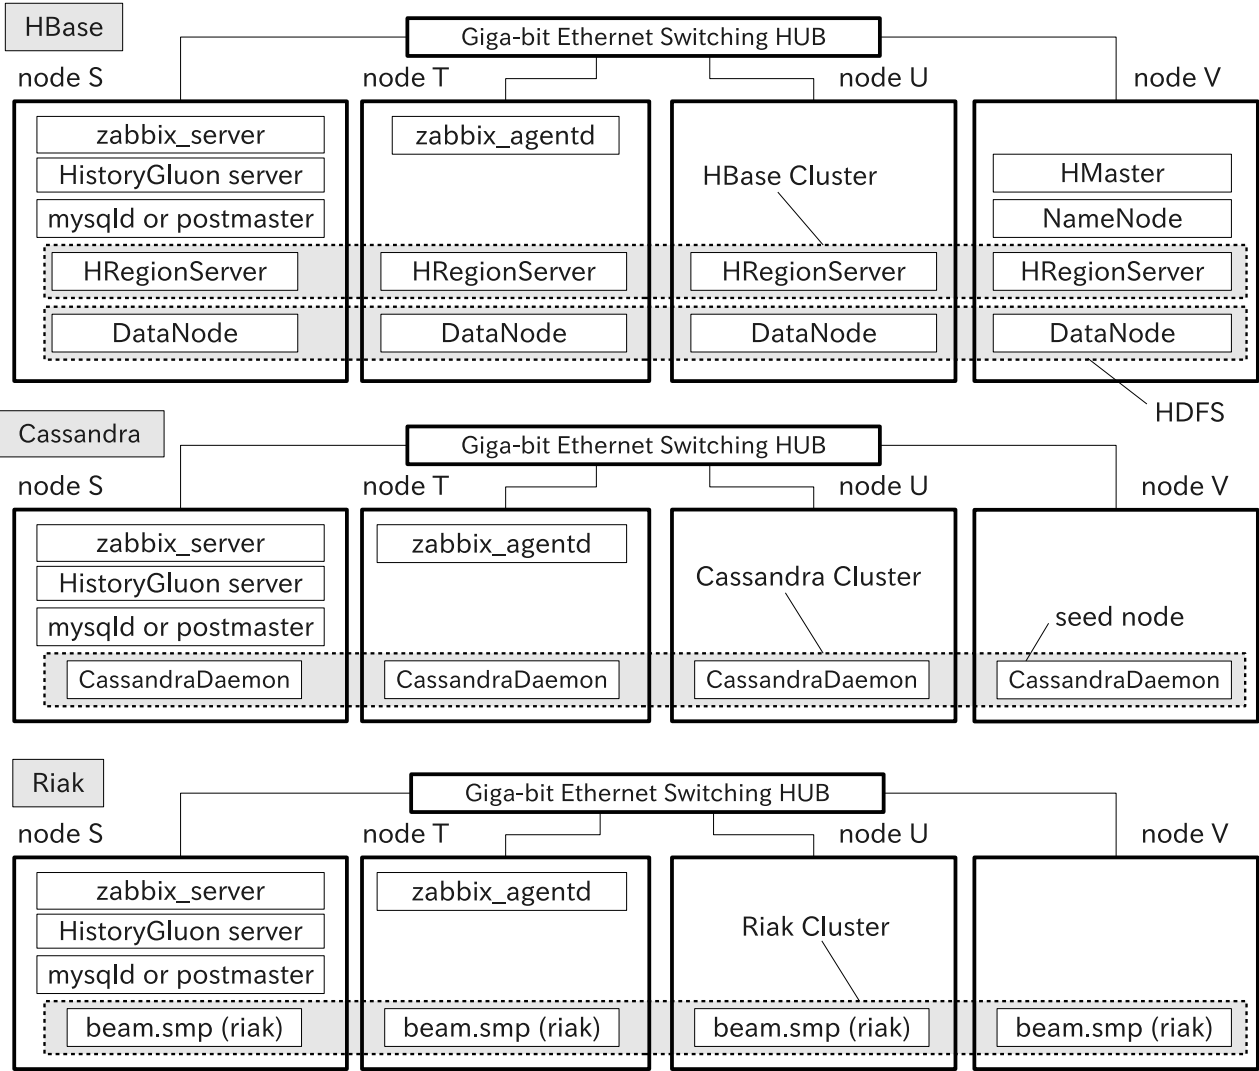 HBase
Giga-bit Ethernet Switching HUB
node S
node T
node U
node V
zabbix_server
HistoryGluon server
mysqld or postmaster
HRegionServer
DataNode
zabbix_agentd
HRegionServer
DataNode
HBase Cluster
HRegionServer
DataNode
HMaster
NameNode
HRegionServer
DataNode
HDFS
Cassandra
Giga-bit Ethernet Switching HUB
node S
node T
node U
node V
zabbix_server
HistoryGluon server
mysqld or postmaster
CassandraDaemon
zabbix_agentd
CassandraDaemon
Cassandra Cluster
CassandraDaemon
seed node
CassandraDaemon
Riak
Giga-bit Ethernet Switching HUB
node S
node T
node U
node V
zabbix_server
HistoryGluon server
mysqld or postmaster
beam.smp (riak)
zabbix_agentd
beam.smp (riak)
Riak Cluster
beam.smp (riak)
beam.smp (riak)